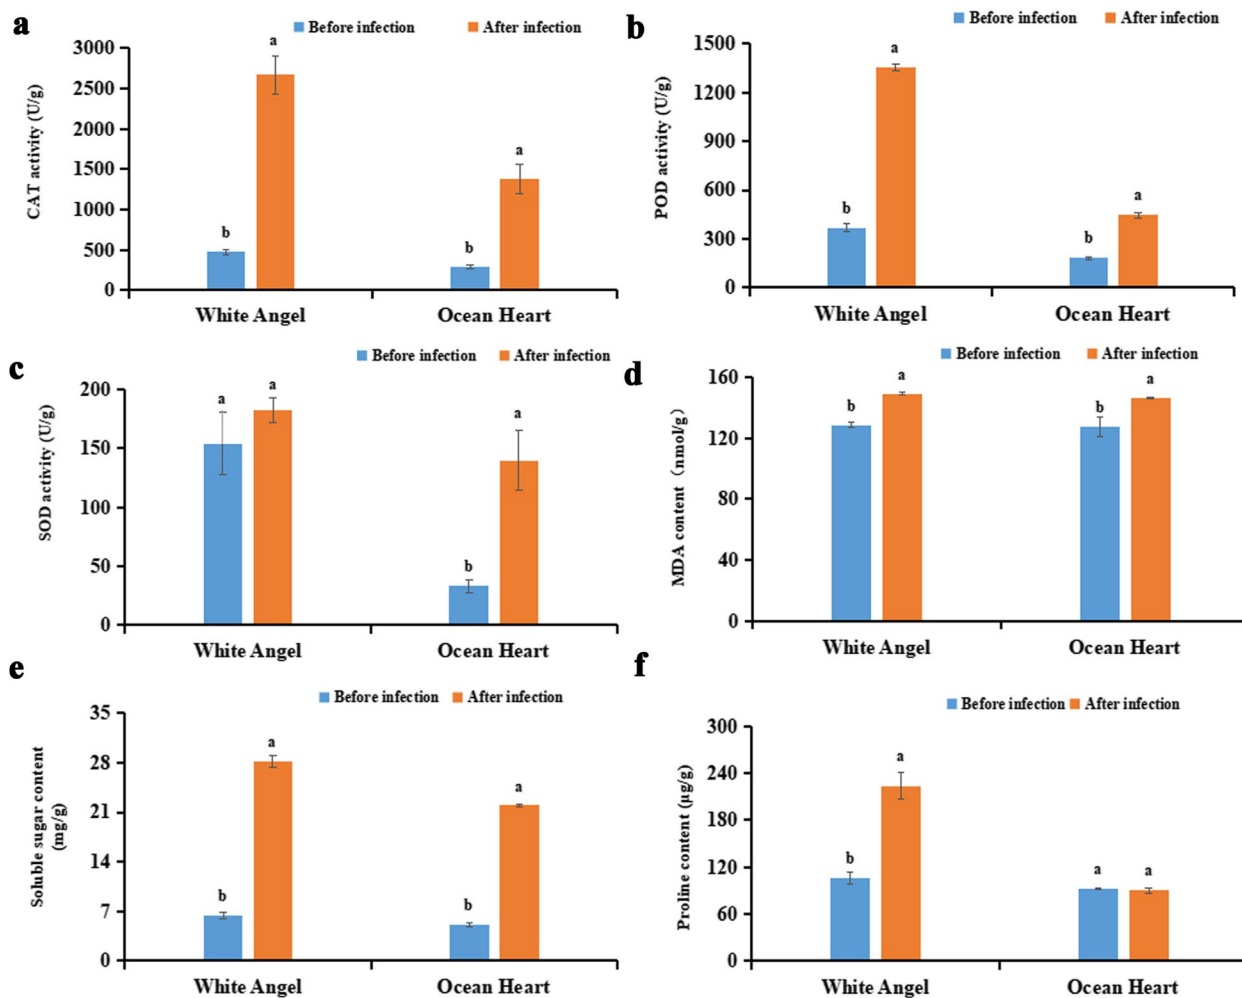 a
Before infection After infection
CAT activity (U/g)
3000
2500
2000
1500
1000
500
0
b
a
b
a
White Angel Ocean Heart
b
Before infection After infection
POD activity (U/g)
1500
1200
900
600
300
0
b
a
b
a
White Angel Ocean Heart
c
Before infection After infection
SOD activity (U/g)
200
150
100
50
0
a
a
b
a
White Angel Ocean Heart
d
Before infection After infection
MDA content（nmol/g）
160
120
80
40
0
b
a
b
a
White Angel Ocean Heart
e
Before infection After infection
Soluble sugar content
(mg/g)
35
28
21
14
7
0
b
a
b
a
White Angel Ocean Heart
f
Before infection After infection
Proline content (μg/g)
300
240
180
120
60
0
b
a
a
a
White Angel Ocean Heart